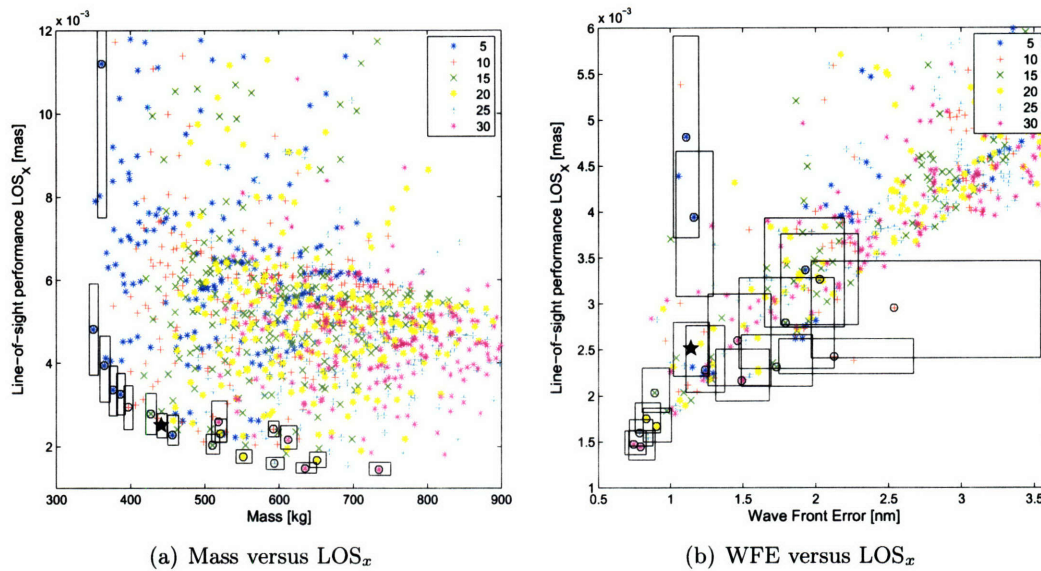 x 10⁻³
12
10
8
6
4
2
Line-of-sight performance LOSₓ [mas]
300 400 500 600 700 800 900
Mass [kg]
5
10
15
20
25
30
(a) Mass versus LOSₓ
x 10⁻³
6
5.5
5
4.5
4
3.5
3
2.5
2
1.5
1
Line-of-sight performance LOSₓ [mas]
0.5 1 1.5 2 2.5 3 3.5
Wave Front Error [nm]
5
10
15
20
25
30
(b) WFE versus LOSₓ